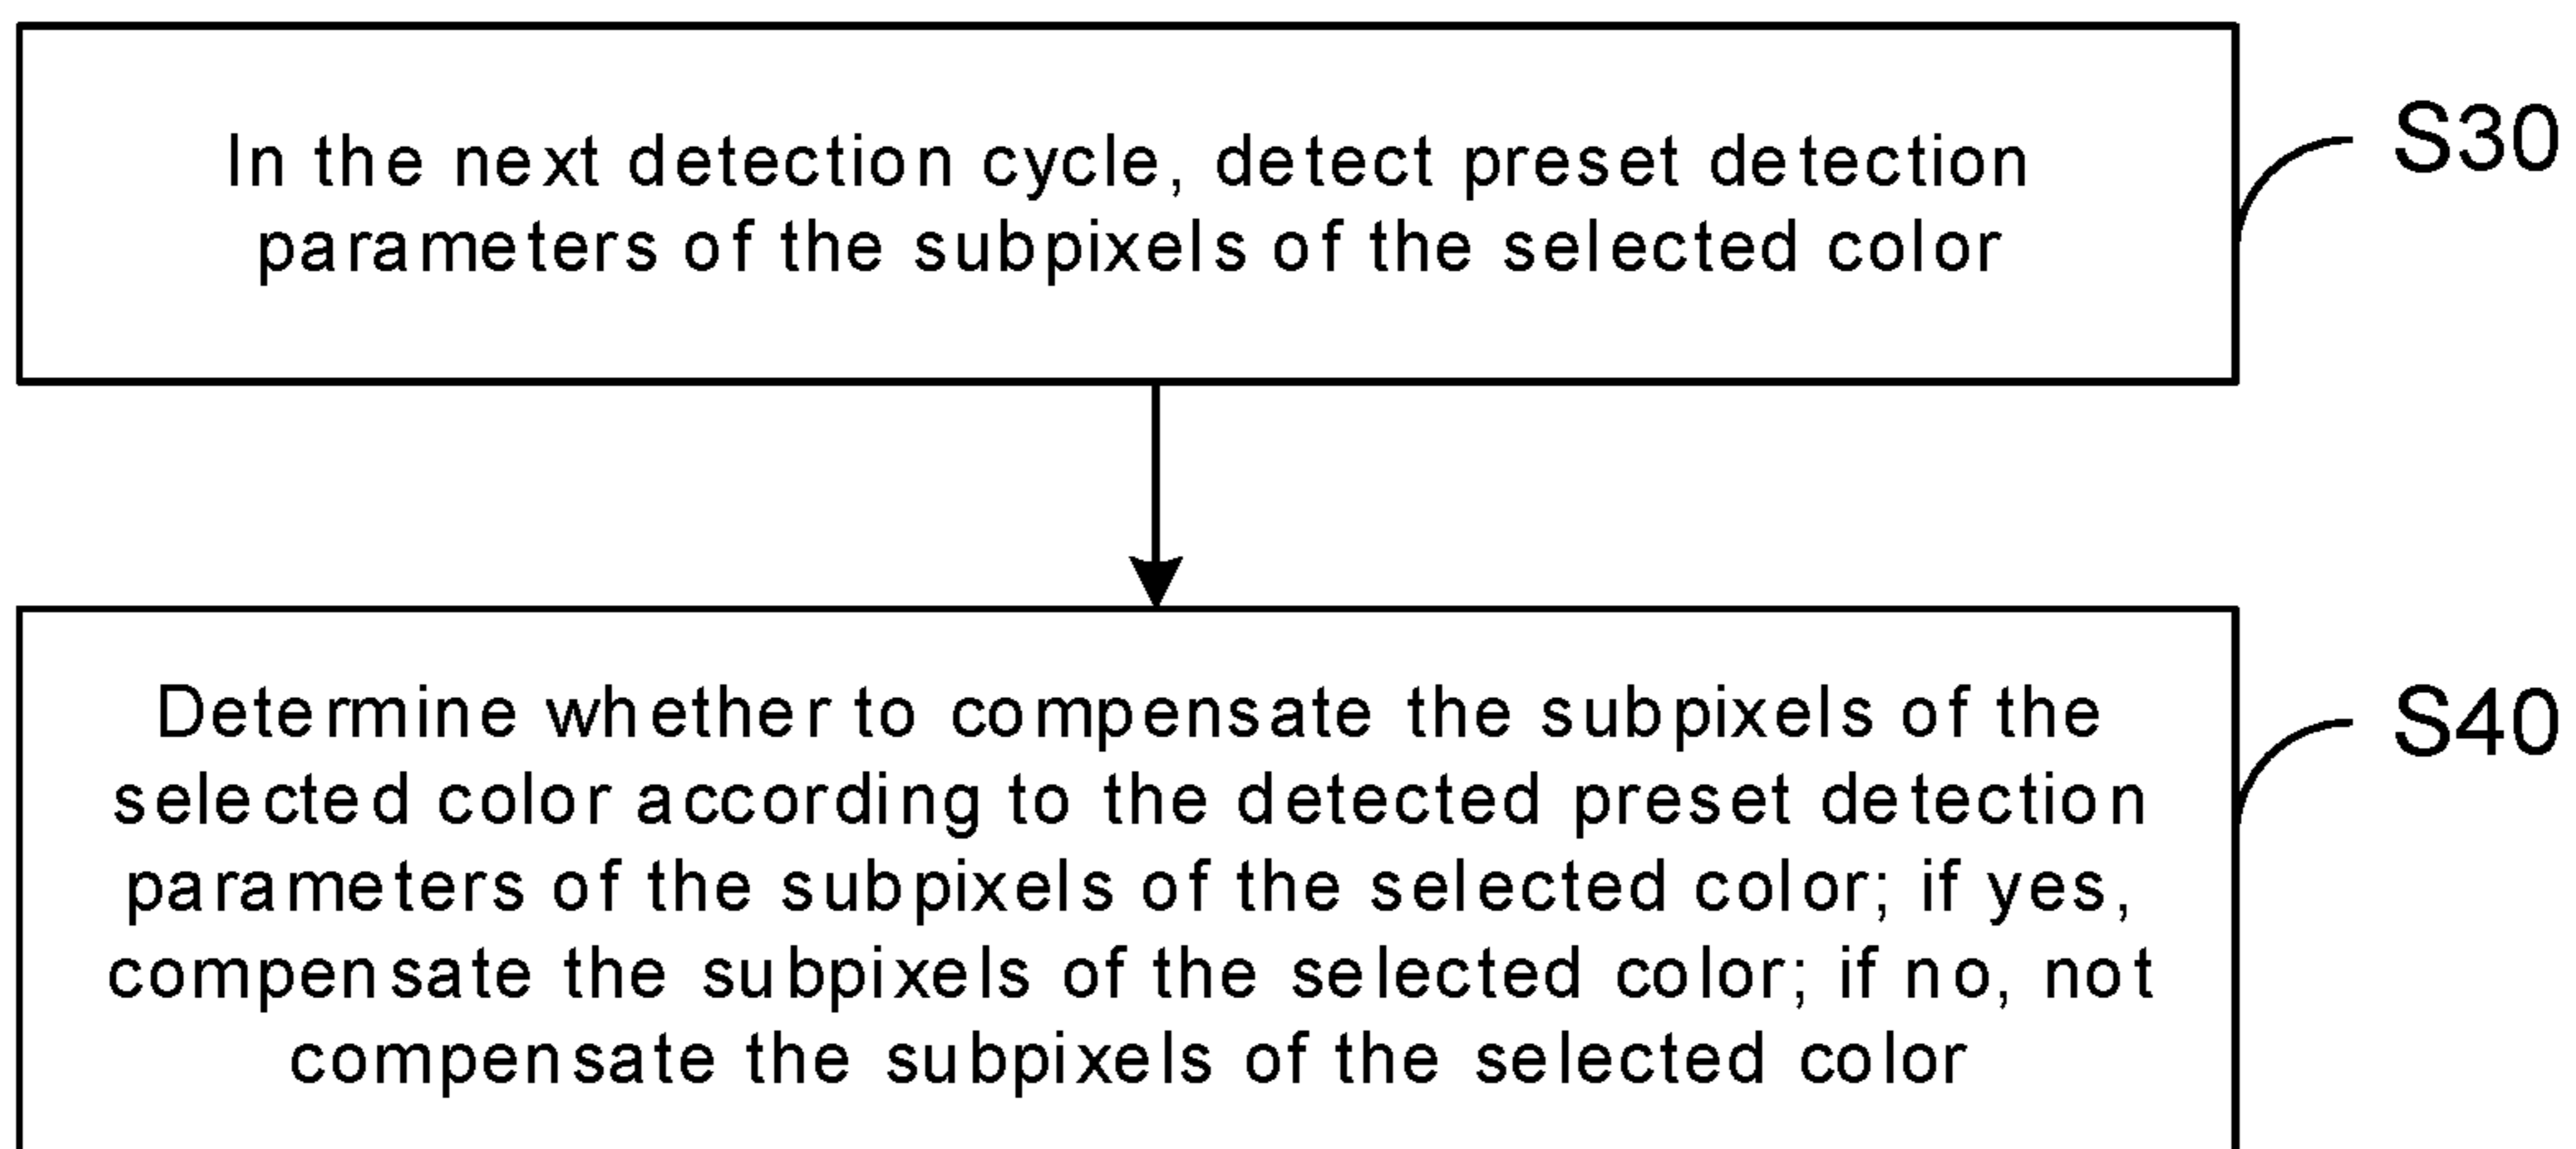 In the next detection cycle, detect preset detection
parameters of the subpixels of the selected color
S30
Determine whether to compensate the subpixels of the
selected color according to the detected preset detection
parameters of the subpixels of the selected color; if yes,
compensate the subpixels of the selected color; if no, not
compensate the subpixels of the selected color
S40